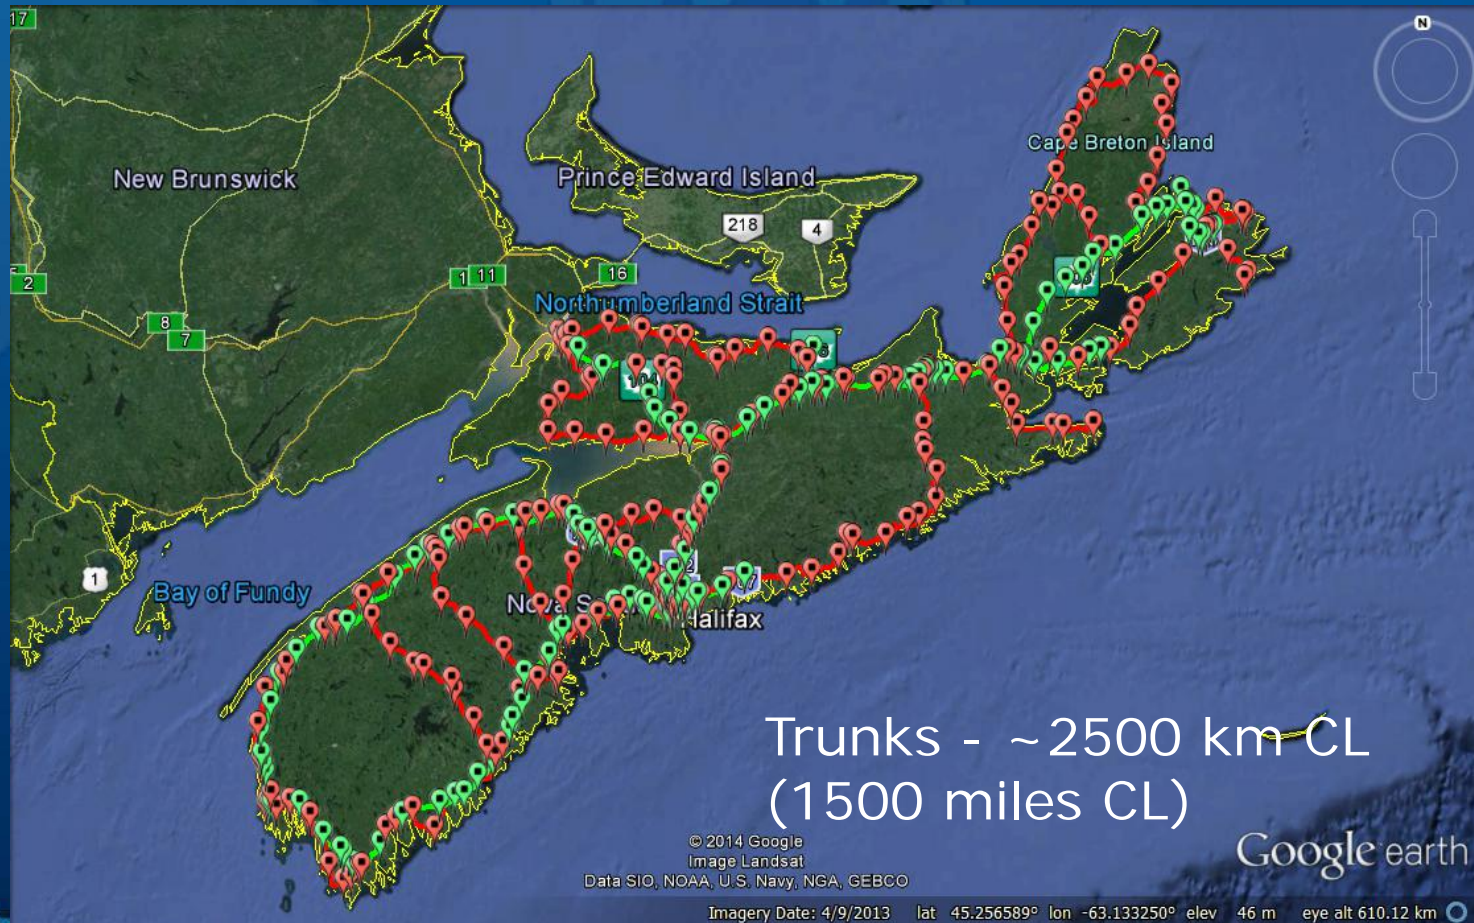 17
N
Cape Breton Island
New Brunswick
Prince Edward Island
218
4
2
1
11
16
Northumberland Strait
8
7
104
1
Bay of Fundy
Halifax
Trunks - ~2500 km CL
(1500 miles CL)
© 2014 Google
Image Landsat
Data SIO, NOAA, U.S. Navy, NGA, GEBCO
Google earth
Imagery Date: 4/9/2013 lat 45.256589° lon -63.133250° elev 46 m eye alt 610.12 km